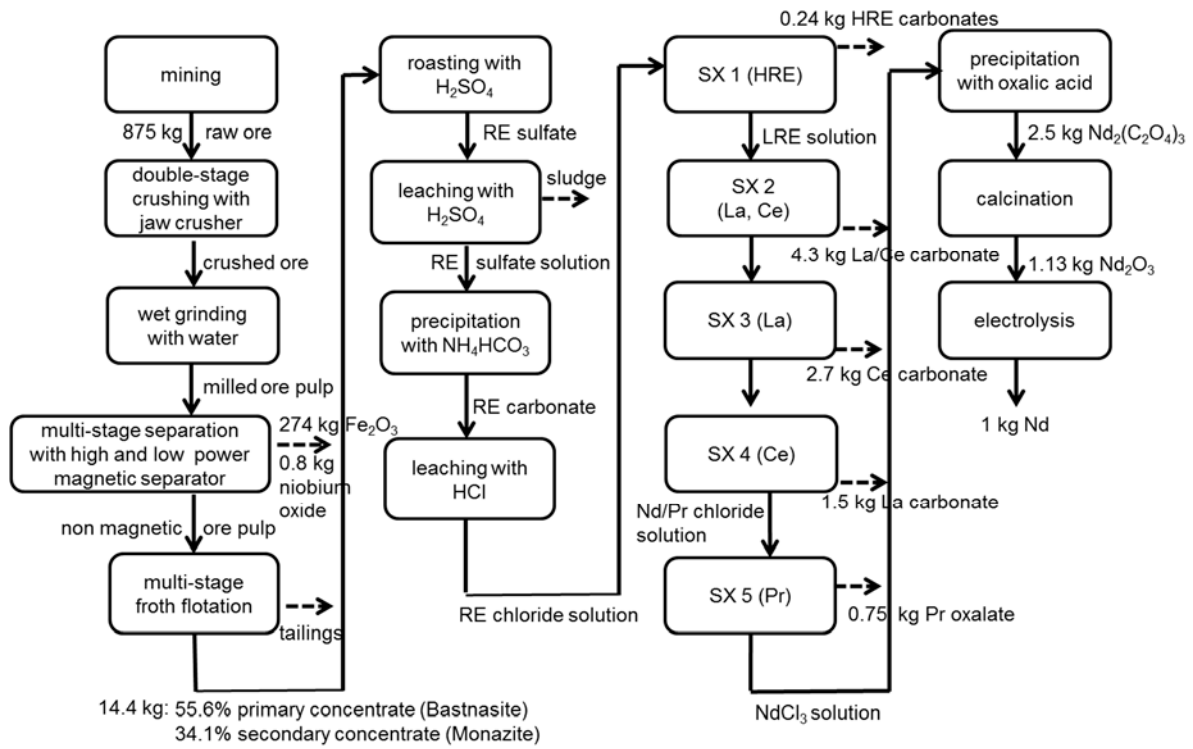 mining
875 kg raw ore
double-stage
crushing with
jaw crusher
crushed ore
wet grinding
with water
milled ore pulp
multi-stage separation
with high and low power
magnetic separator
274 kg Fe₂O₃
0.8 kg
niobium
oxide
non magnetic ore pulp
multi-stage
froth flotation
tailings
14.4 kg: 55.6% primary concentrate (Bastnasite)
34.1% secondary concentrate (Monazite)
roasting with
H₂SO₄
RE sulfate
leaching with
H₂SO₄
sludge
RE sulfate solution
precipitation
with NH₄HCO₃
RE carbonate
leaching with
HCl
RE chloride solution
SX 1 (HRE)
0.24 kg HRE carbonates
LRE solution
SX 2
(La, Ce)
4.3 kg La/Ce carbonate
SX 3 (La)
2.7 kg Ce carbonate
SX 4 (Ce)
1.5 kg La carbonate
Nd/Pr chloride
solution
SX 5 (Pr)
0.75 kg Pr oxalate
NdCl₃ solution
precipitation
with oxalic acid
2.5 kg Nd₂(C₂O₄)₃
calcination
1.13 kg Nd₂O₃
electrolysis
1 kg Nd